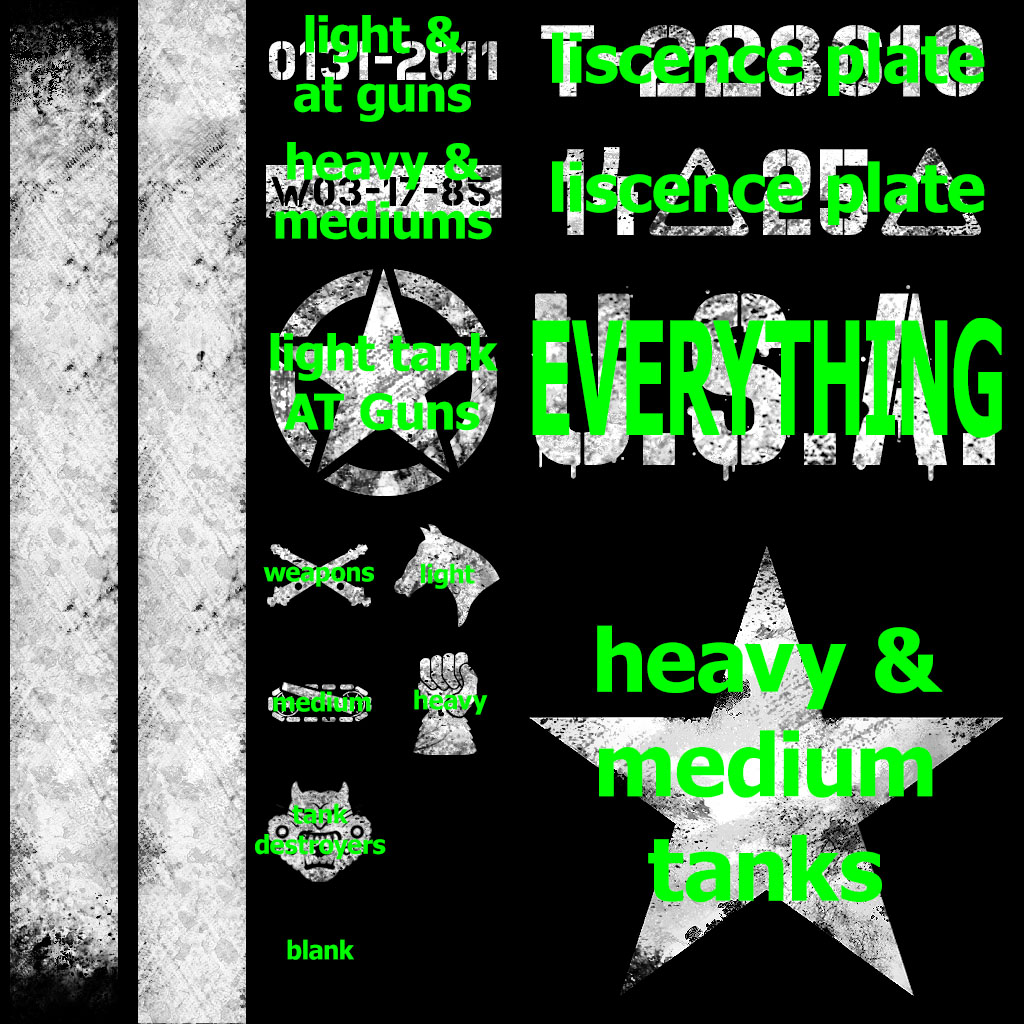 light &
0131-2011
at guns
T-228010
liscence plate
heavy &
W03-17-85
mediums
25
liscence plate
light tank
AT Guns
U.S.A.
EVERYTHING
weapons
light
medium
heavy
tank
destroyers
blank
heavy &
medium
tanks